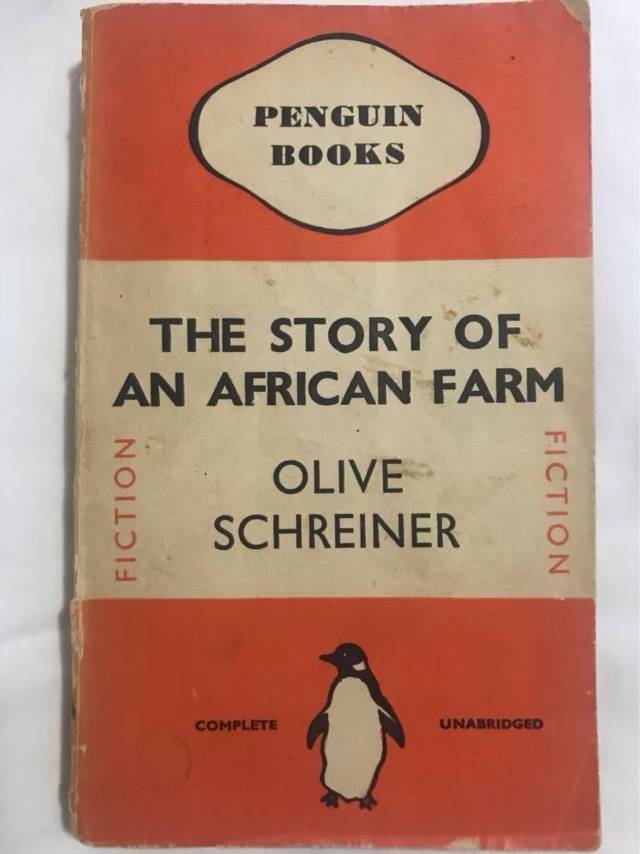 PENGUIN
BOOKS
THE STORY OF
AN AFRICAN FARM
FICTION
FICTION
OLIVE
SCHREINER
COMPLETE
UNABRIDGED